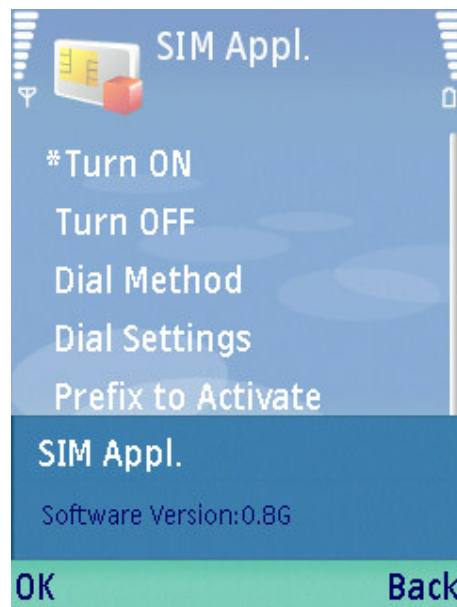 SIM Appl.
*Turn ON
Turn OFF
Dial Method
Dial Settings
Prefix to Activate
SIM Appl.
Software Version:0.8G
OK Back